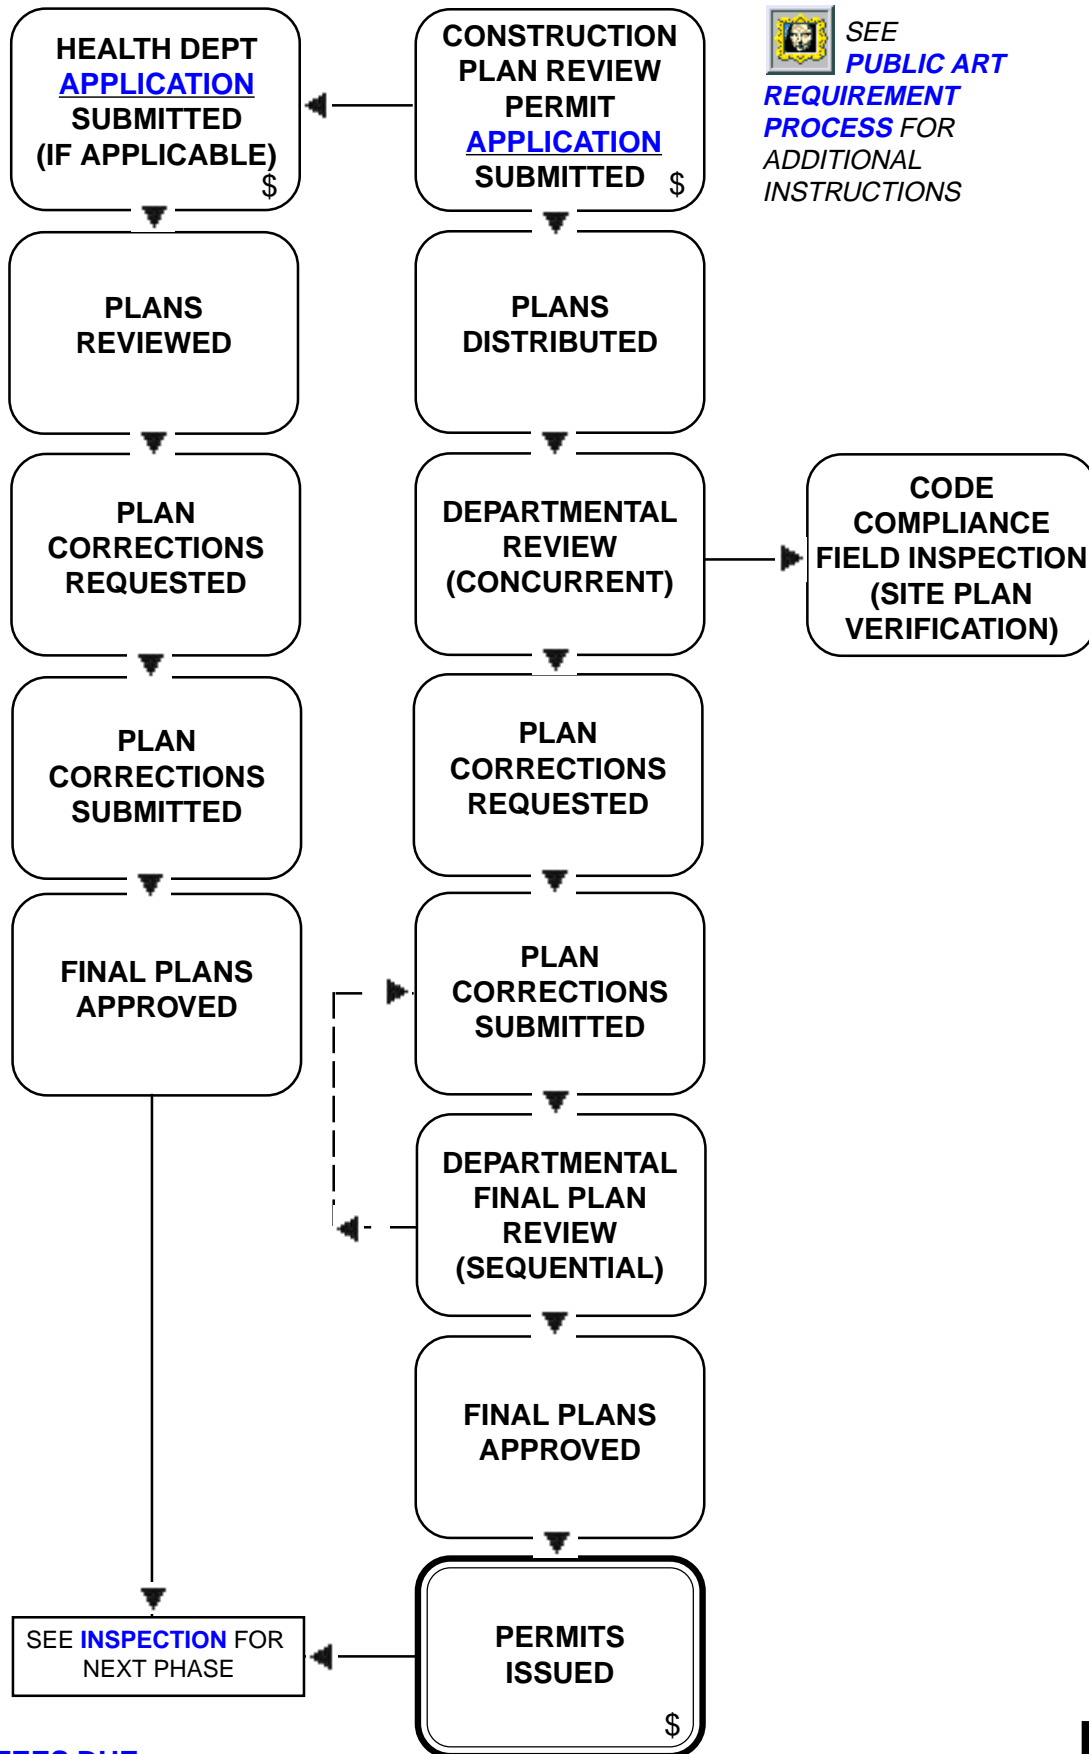 HEALTH DEPT
APPLICATION
SUBMITTED
(IF APPLICABLE)
$
CONSTRUCTION
PLAN REVIEW
PERMIT
APPLICATION
SUBMITTED $
SEE
PUBLIC ART
REQUIREMENT
PROCESS FOR
ADDITIONAL
INSTRUCTIONS
PLANS
REVIEWED
PLANS
DISTRIBUTED
PLAN
CORRECTIONS
REQUESTED
DEPARTMENTAL
REVIEW
(CONCURRENT)
CODE
COMPLIANCE
FIELD INSPECTION
(SITE PLAN
VERIFICATION)
PLAN
CORRECTIONS
SUBMITTED
PLAN
CORRECTIONS
REQUESTED
FINAL PLANS
APPROVED
PLAN
CORRECTIONS
SUBMITTED
DEPARTMENTAL
FINAL PLAN
REVIEW
(SEQUENTIAL)
FINAL PLANS
APPROVED
SEE INSPECTION FOR
NEXT PHASE
PERMITS
ISSUED
$